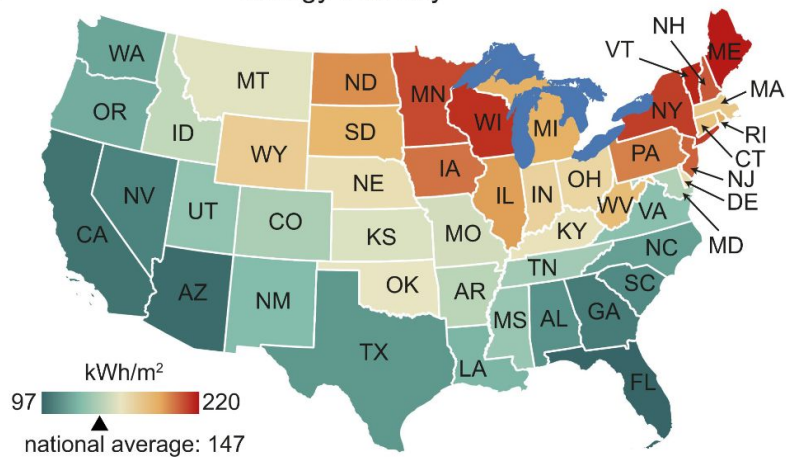 WA
MT
ND
MN
VT
NH
ME
OR
ID
SD
WI
MI
NY
MA
WY
IA
PA
RI
CT
NJ
DE
MD
NV
UT
CO
NE
IL
IN
OH
WV
VA
CA
KS
MO
KY
NC
AZ
NM
OK
AR
TN
SC
TX
MS
AL
GA
LA
FL
kWh/m²
97 220
national average: 147